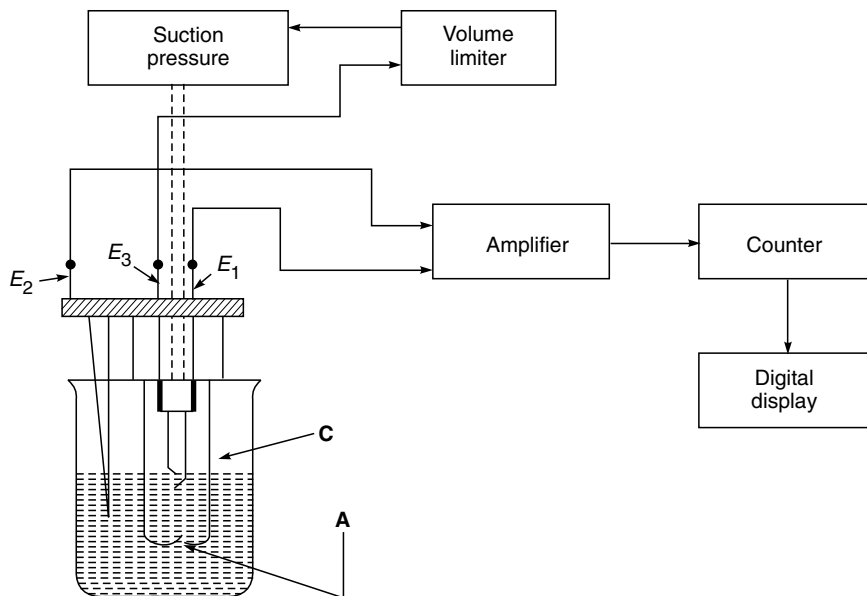 Suction
pressure
Volume
limiter
Amplifier
Counter
Digital
display
E2
E3
E1
C
A